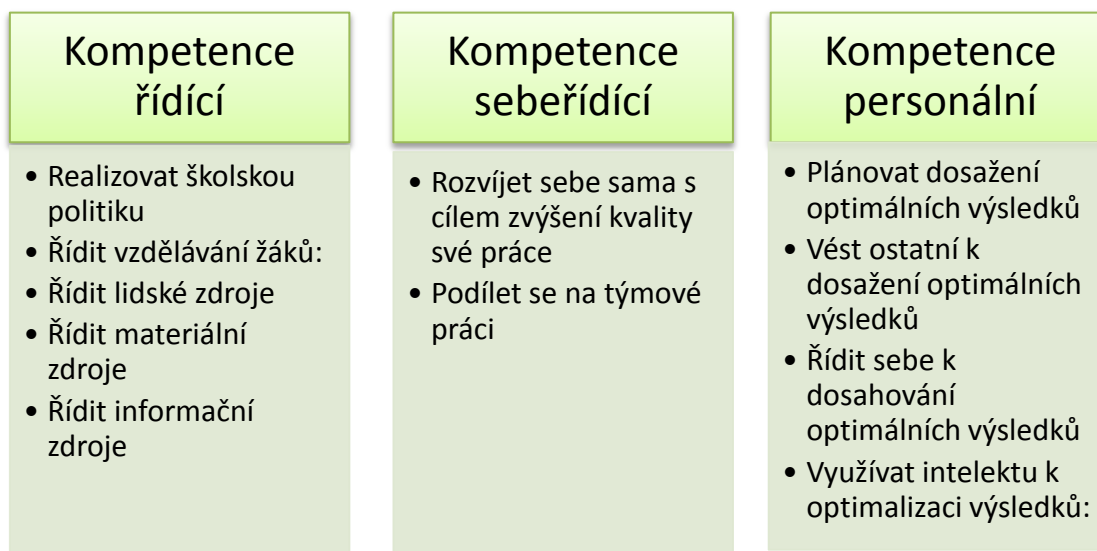 Kompetence
řídící
• Realizovat školskou
politiku
• Řídit vzdělávání žáků:
• Řídit lidské zdroje
• Řídit materiální
zdroje
• Řídit informační
zdroje
Kompetence
sebeřídící
• Rozvíjet sebe sama s
cílem zvýšení kvality
své práce
• Podílet se na týmové
práci
Kompetence
personální
• Plánovat dosažení
optimálních výsledků
• Vést ostatní k
dosažení optimálních
výsledků
• Řídit sebe k
dosahování
optimálních výsledků
• Využívat intelektu k
optimalizaci výsledků: